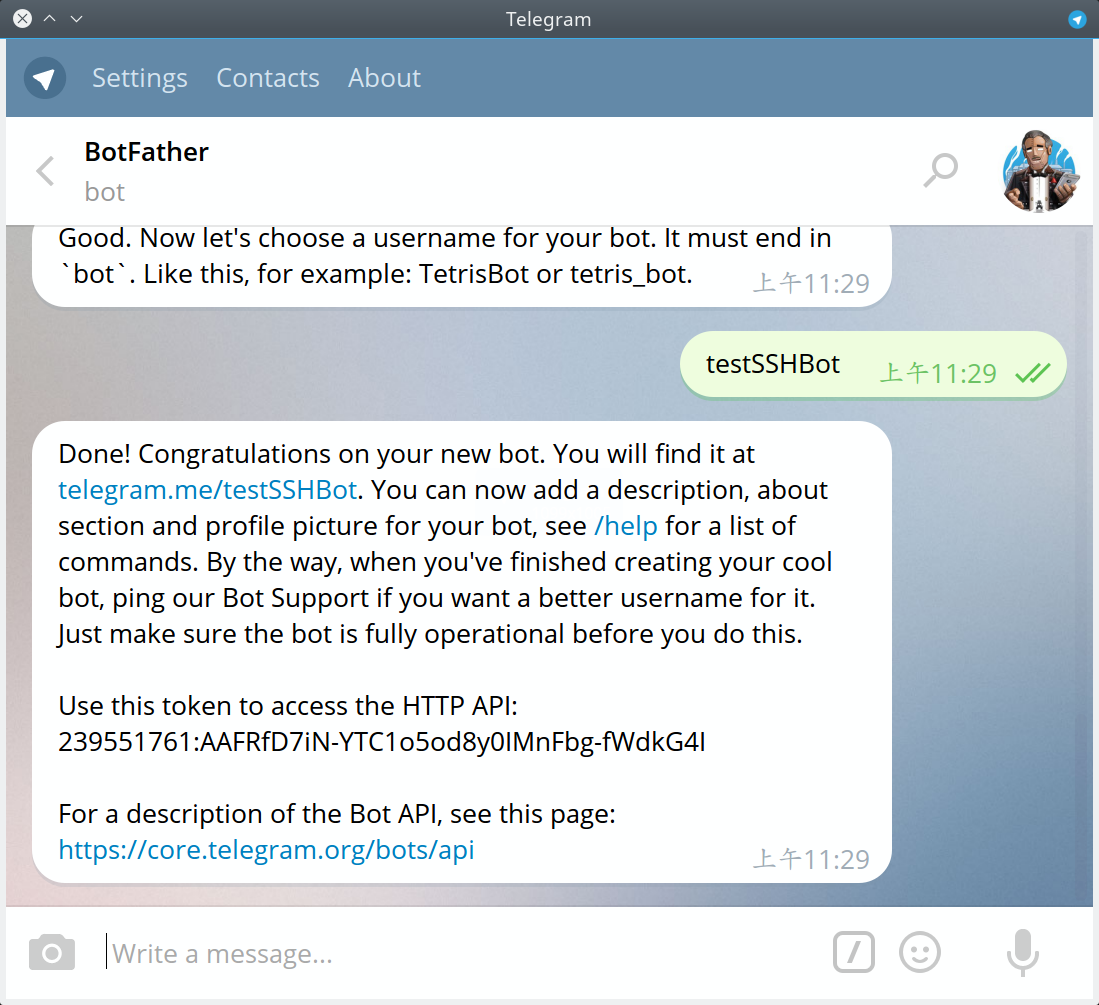 Telegram
Settings Contacts About
BotFather
bot
Good. Now let's choose a username for your bot. It must end in
`bot`. Like this, for example: TetrisBot or tetris_bot.
上午11:29
testSSHBot
上午11:29
Done! Congratulations on your new bot. You will find it at
telegram.me/testSSHBot. You can now add a description, about
section and profile picture for your bot, see /help for a list of
commands. By the way, when you've finished creating your cool
bot, ping our Bot Support if you want a better username for it.
Just make sure the bot is fully operational before you do this.
Use this token to access the HTTP API:
239551761:AAFRfD7iN-YTC1o5od8y0IMnFbg-fWdkG4I
For a description of the Bot API, see this page:
https://core.telegram.org/bots/api
上午11:29
Write a message...